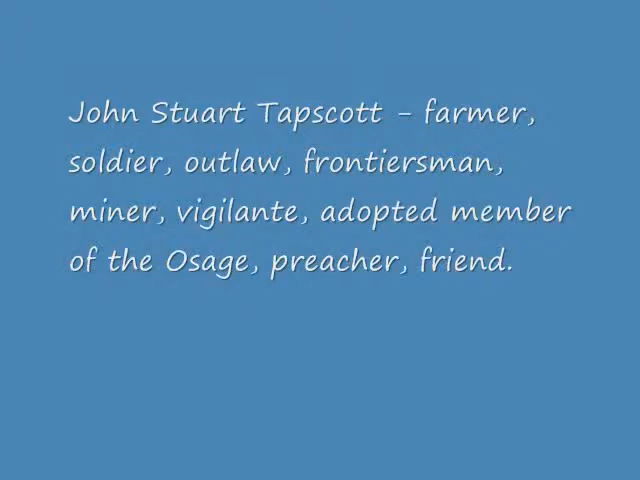 John Stuart Tapscott - farmer,
soldier, outlaw, frontiersman,
miner, vigilante, adopted member
of the Osage, preacher, friend.